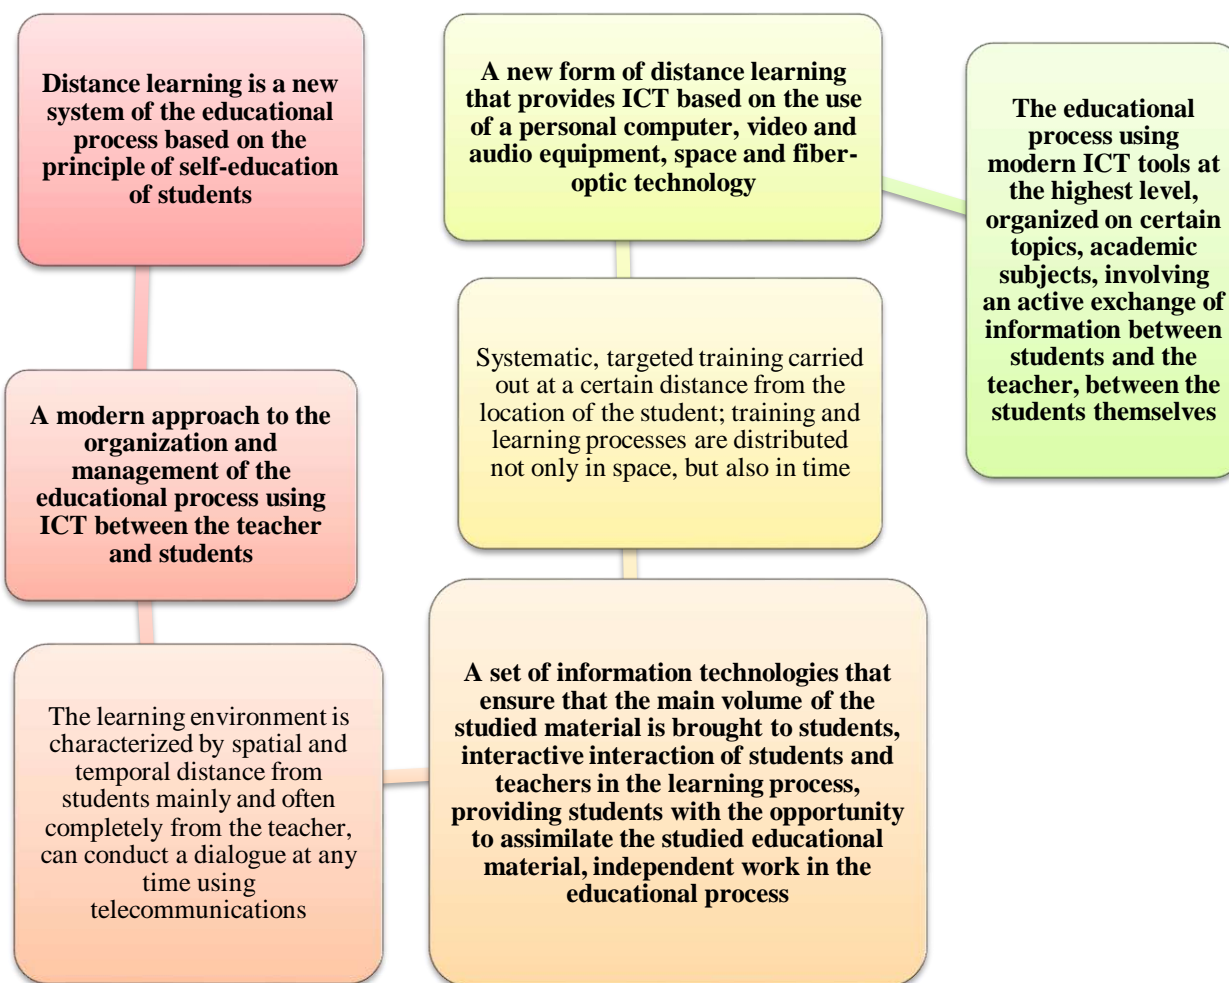 Distance learning is a new
system of the educational
process based on the
principle of self-education
of students
A modern approach to the
organization and
management of the
educational process using
ICT between the teacher
and students
The learning environment is
characterized by spatial and
temporal distance from
students mainly and often
completely from the teacher,
can conduct a dialogue at any
time using
telecommunications
A set of information technologies that
ensure that the main volume of the
studied material is brought to students,
interactive interaction of students and
teachers in the learning process,
providing students with the opportunity
to assimilate the studied educational
material, independent work in the
educational process
Systematic, targeted training carried
out at a certain distance from the
location of the student; training and
learning processes are distributed
not only in space, but also in time
A new form of distance learning
that provides ICT based on the use
of a personal computer, video and
audio equipment, space and fiber-
optic technology
The educational
process using
modern ICT tools at
the highest level,
organized on certain
topics, academic
subjects, involving
an active exchange of
information between
students and the
teacher, between the
students themselves